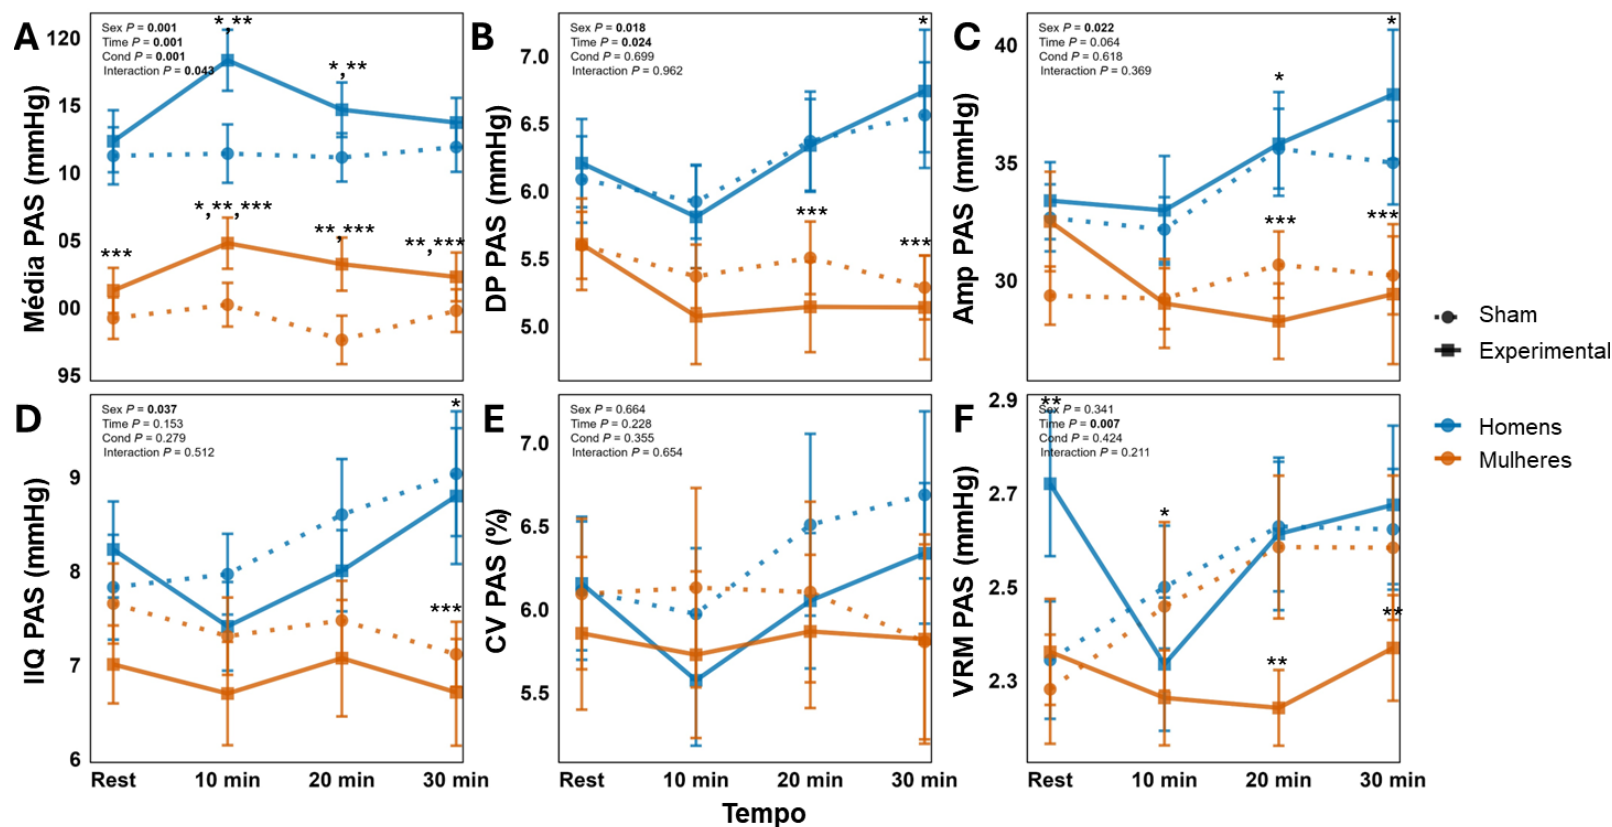 A
Média PAS (mmHg)
120
15
10
05
00
95
Sex P = 0.001
Time P = 0.001
Cond P = 0.001
Interaction P = 0.043
*,**
*,**
*,**,***
***
**,***
**,***
B
DP PAS (mmHg)
7.0
6.5
6.0
5.5
5.0
Sex P = 0.018
Time P = 0.024
Cond P = 0.699
Interaction P = 0.962
*
***
***
C
Amp PAS (mmHg)
40
35
30
Sex P = 0.022
Time P = 0.064
Cond P = 0.618
Interaction P = 0.369
*
*
***
***
Sham
Experimental
Homens
Mulheres
D
IIQ PAS (mmHg)
9
8
7
6
Sex P = 0.037
Time P = 0.153
Cond P = 0.279
Interaction P = 0.512
*
***
Rest 10 min 20 min 30 min
E
CV PAS (%)
7.0
6.5
6.0
5.5
Sex P = 0.664
Time P = 0.228
Cond P = 0.355
Interaction P = 0.654
Rest 10 min 20 min 30 min
F
VRM PAS (mmHg)
2.9
2.7
2.5
2.3
Sex P = 0.341
Time P = 0.007
Cond P = 0.424
Interaction P = 0.211
**
*
**
**
Rest 10 min 20 min 30 min
Tempo